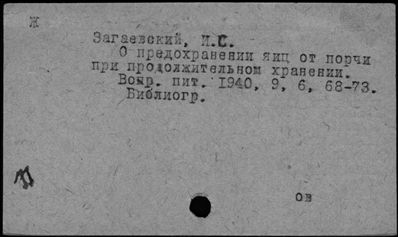 Ж
Загаевский, И.С.
О предохранении яиц от порчи
при продолжительном хранении.
Вопр. пит. 1940, 9, 6, 68-73.
Библиогр.
ов